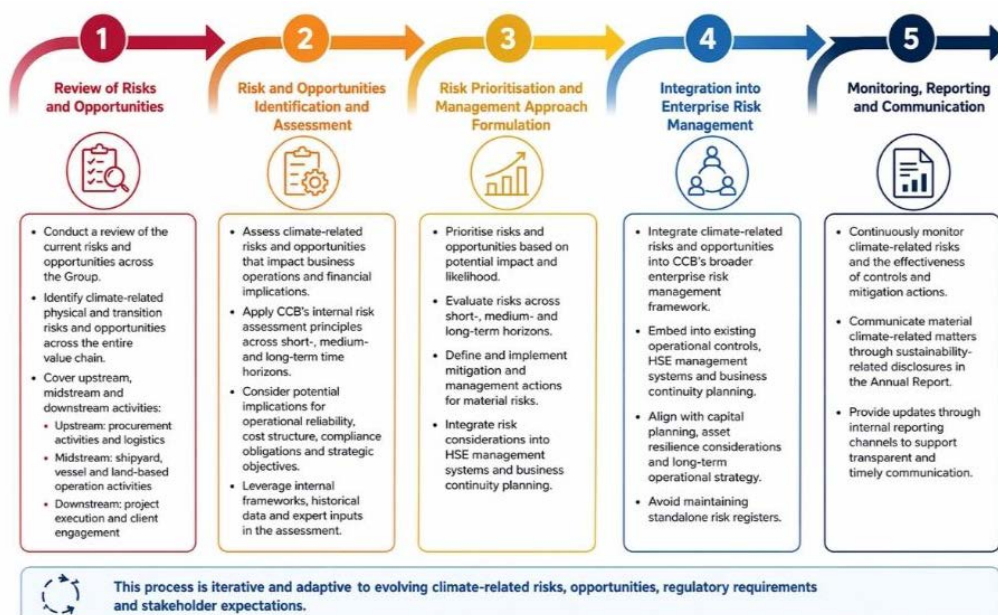 1
Review of Risks
and Opportunities
• Conduct a review of the
current risks and
opportunities across
the Group.
• Identify climate-related
physical and transition
risks and opportunities
across the entire
value chain.
• Cover upstream,
midstream and
downstream activities:
• Upstream: procurement
activities and logistics
• Midstream: shipyard,
vessel and land-based
operation activities
• Downstream: project
execution and client
engagement
2
Risk and Opportunities
Identification and
Assessment
• Assess climate-related
risks and opportunities
that impact business
operations and financial
implications.
• Apply CCB's internal risk
assessment principles
across short-, medium-
and long-term time
horizons.
• Consider potential
implications for
operational reliability,
cost structure, compliance
obligations and strategic
objectives.
• Leverage internal
frameworks, historical
data and expert inputs
in the assessment.
3
Risk Prioritisation and
Management Approach
Formulation
• Prioritise risks and
opportunities based on
potential impact and
likelihood.
• Evaluate risks across
short-, medium- and
long-term horizons.
• Define and implement
mitigation and
management actions
for material risks.
• Integrate risk
considerations into
HSE management
systems and business
continuity planning.
4
Integration into
Enterprise Risk
Management
• Integrate climate-related
risks and opportunities
into CCB's broader
enterprise risk
management
framework.
• Embed into existing
operational controls,
HSE management
systems and business
continuity planning.
• Align with capital
planning, asset
resilience considerations
and long-term
operational strategy.
• Avoid maintaining
standalone risk registers.
5
Monitoring, Reporting
and Communication
• Continuously monitor
climate-related risks
and the effectiveness
of controls and
mitigation actions.
• Communicate material
climate-related matters
through sustainability-
related disclosures in
the Annual Report.
• Provide updates through
internal reporting
channels to support
transparent and
timely communication.
This process is iterative and adaptive to evolving climate-related risks, opportunities, regulatory requirements
and stakeholder expectations.